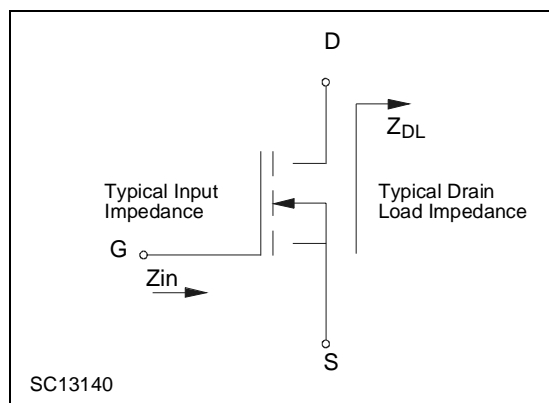 D
Z_DL
Typical Input
Impedance
Typical Drain
Load Impedance
G
Zin
S
SC13140